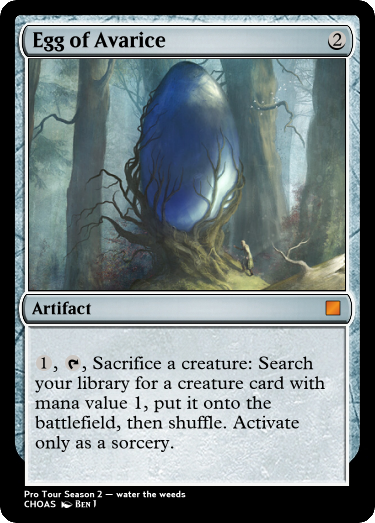 Egg of Avarice 2
Artifact
1, T, Sacrifice a creature: Search
your library for a creature card with
mana value 1, put it onto the
battlefield, then shuffle. Activate
only as a sorcery.
Pro Tour Season 2 — water the weeds
CHOAS Ben I